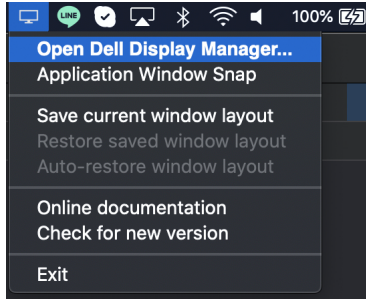 LINE
100%
Open Dell Display Manager...
Application Window Snap
Save current window layout
Restore saved window layout
Auto-restore window layout
Online documentation
Check for new version
Exit